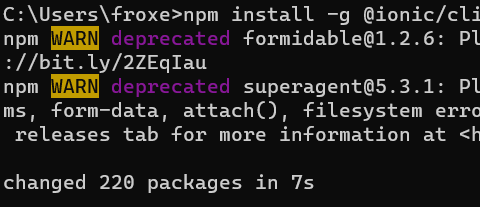 C:\Users\froxe>npm install -g @ionic/cli
npm WARN deprecated formidable@1.2.6: Pl
://bit.ly/2ZEqIau
npm WARN deprecated superagent@5.3.1: Pl
ms, form-data, attach(), filesystem erro
 releases tab for more information at <h
changed 220 packages in 7s